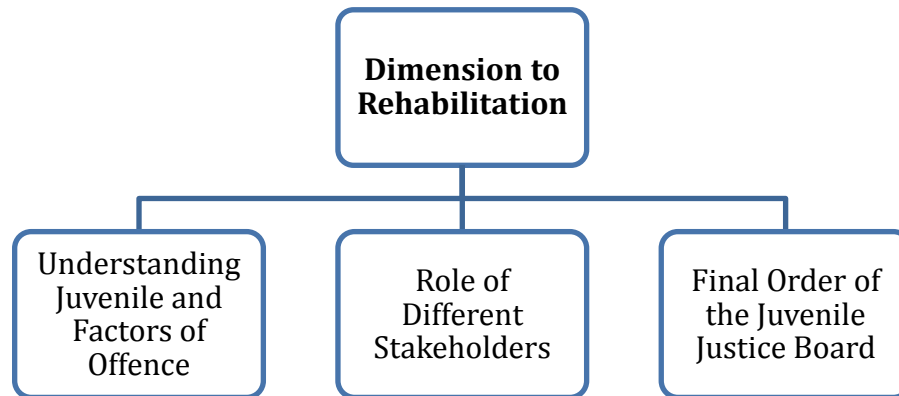 Dimension to
Rehabilitation
Understanding
Juvenile and
Factors of
Offence
Role of
Different
Stakeholders
Final Order of
the Juvenile
Justice Board